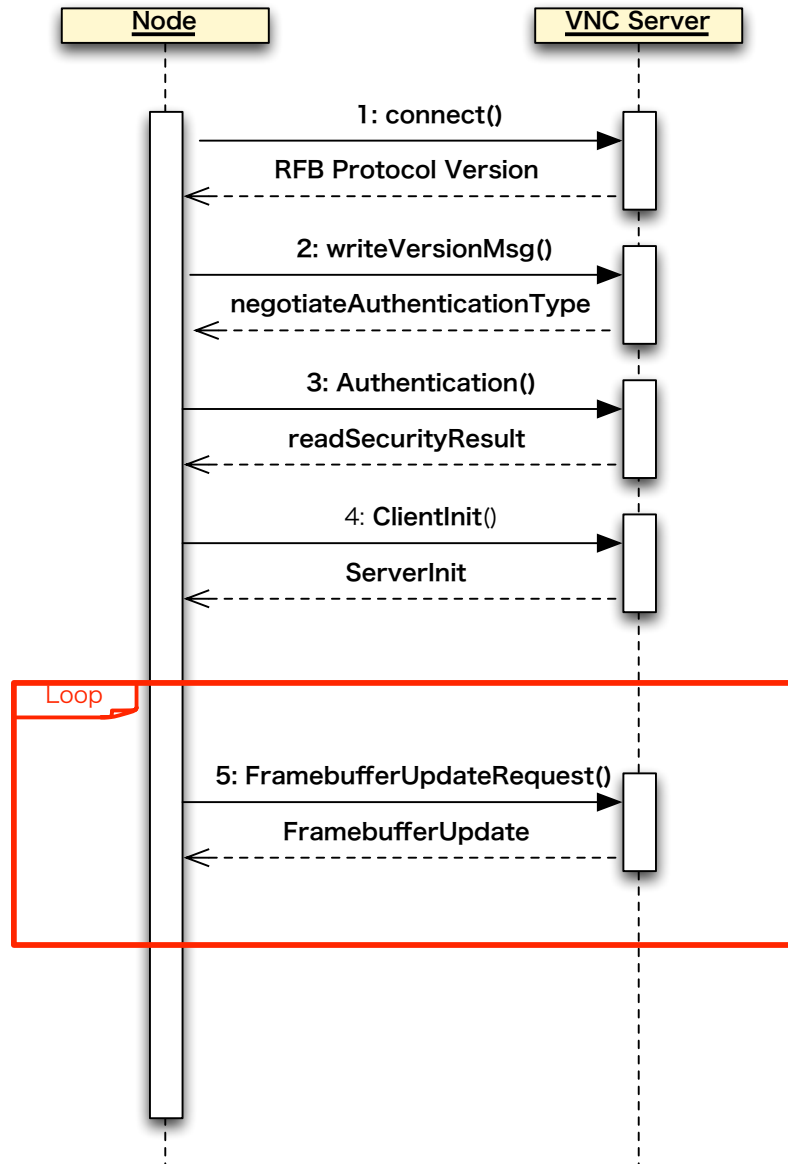 Node
VNC Server
1: connect()
RFB Protocol Version
2: writeVersionMsg()
negotiateAuthenticationType
3: Authentication()
readSecurityResult
4: ClientInit()
ServerInit
Loop
5: FramebufferUpdateRequest()
FramebufferUpdate